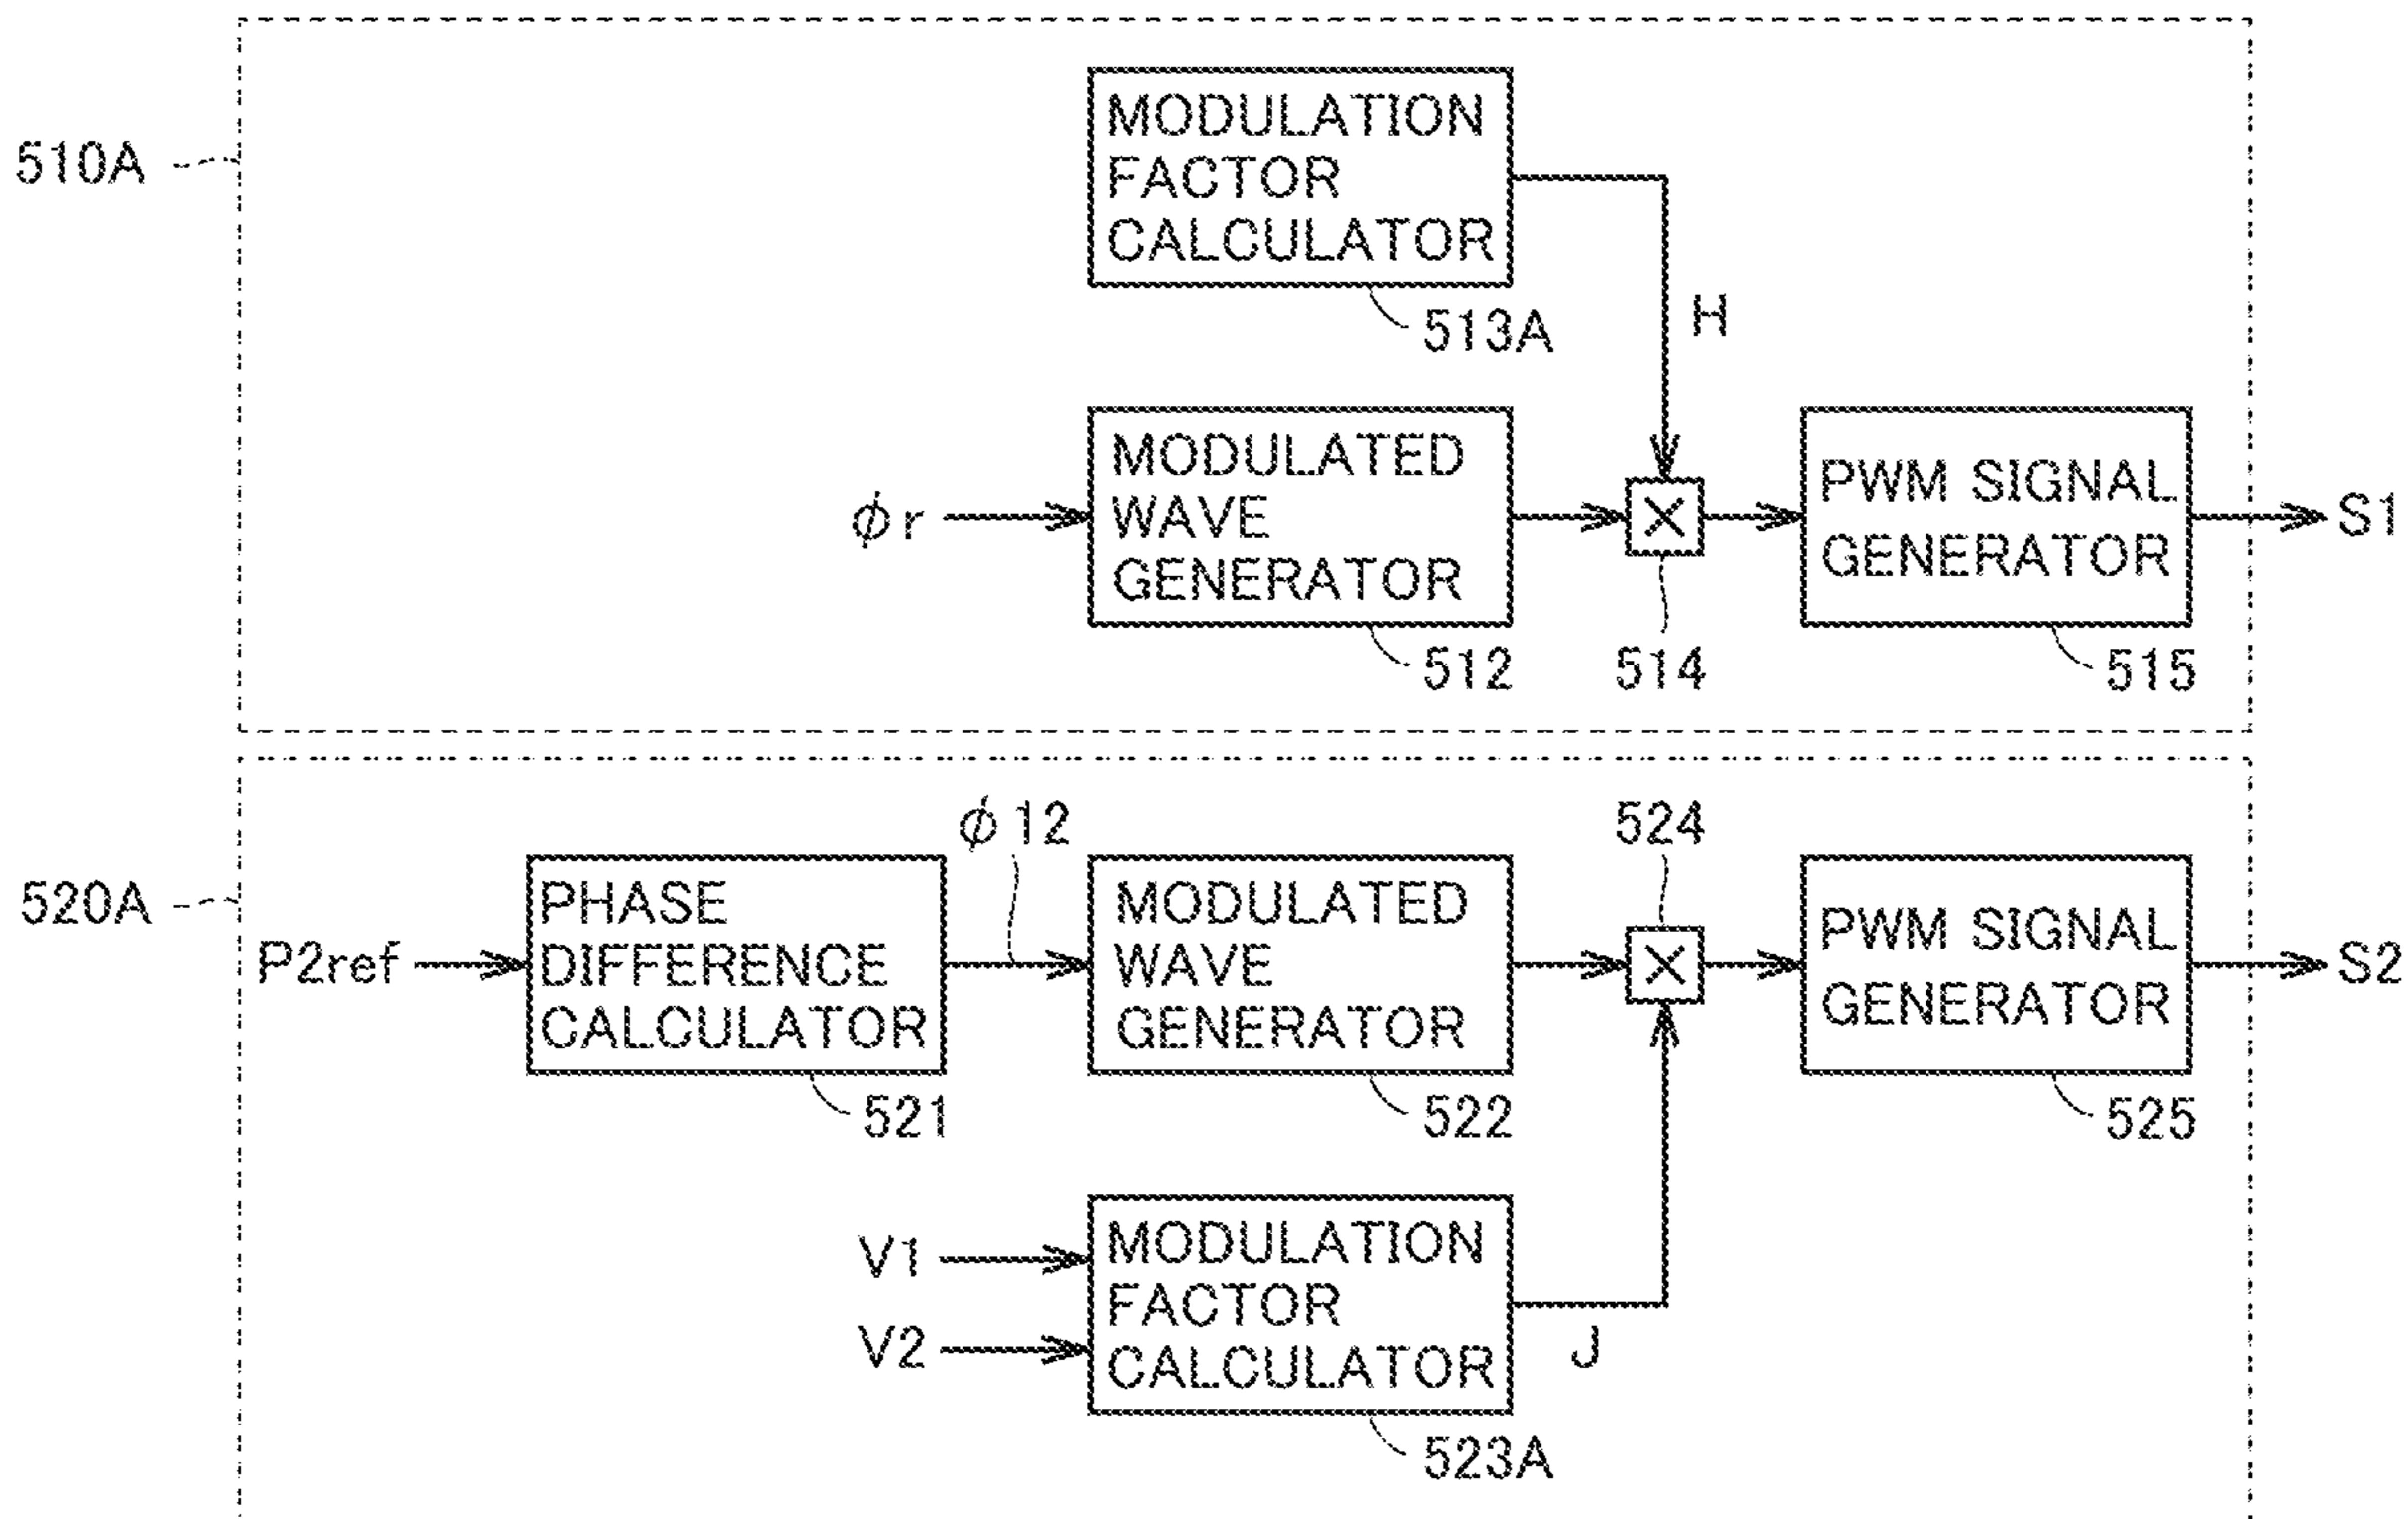 510A
MODULATION
FACTOR
CALCULATOR
513A
H
ϕr
MODULATED
WAVE
GENERATOR
512
×
514
PWM SIGNAL
GENERATOR
515
S1
520A
P2ref
PHASE
DIFFERENCE
CALCULATOR
521
ϕ12
MODULATED
WAVE
GENERATOR
522
524
×
PWM SIGNAL
GENERATOR
525
S2
V1
V2
MODULATION
FACTOR
CALCULATOR
523A
J